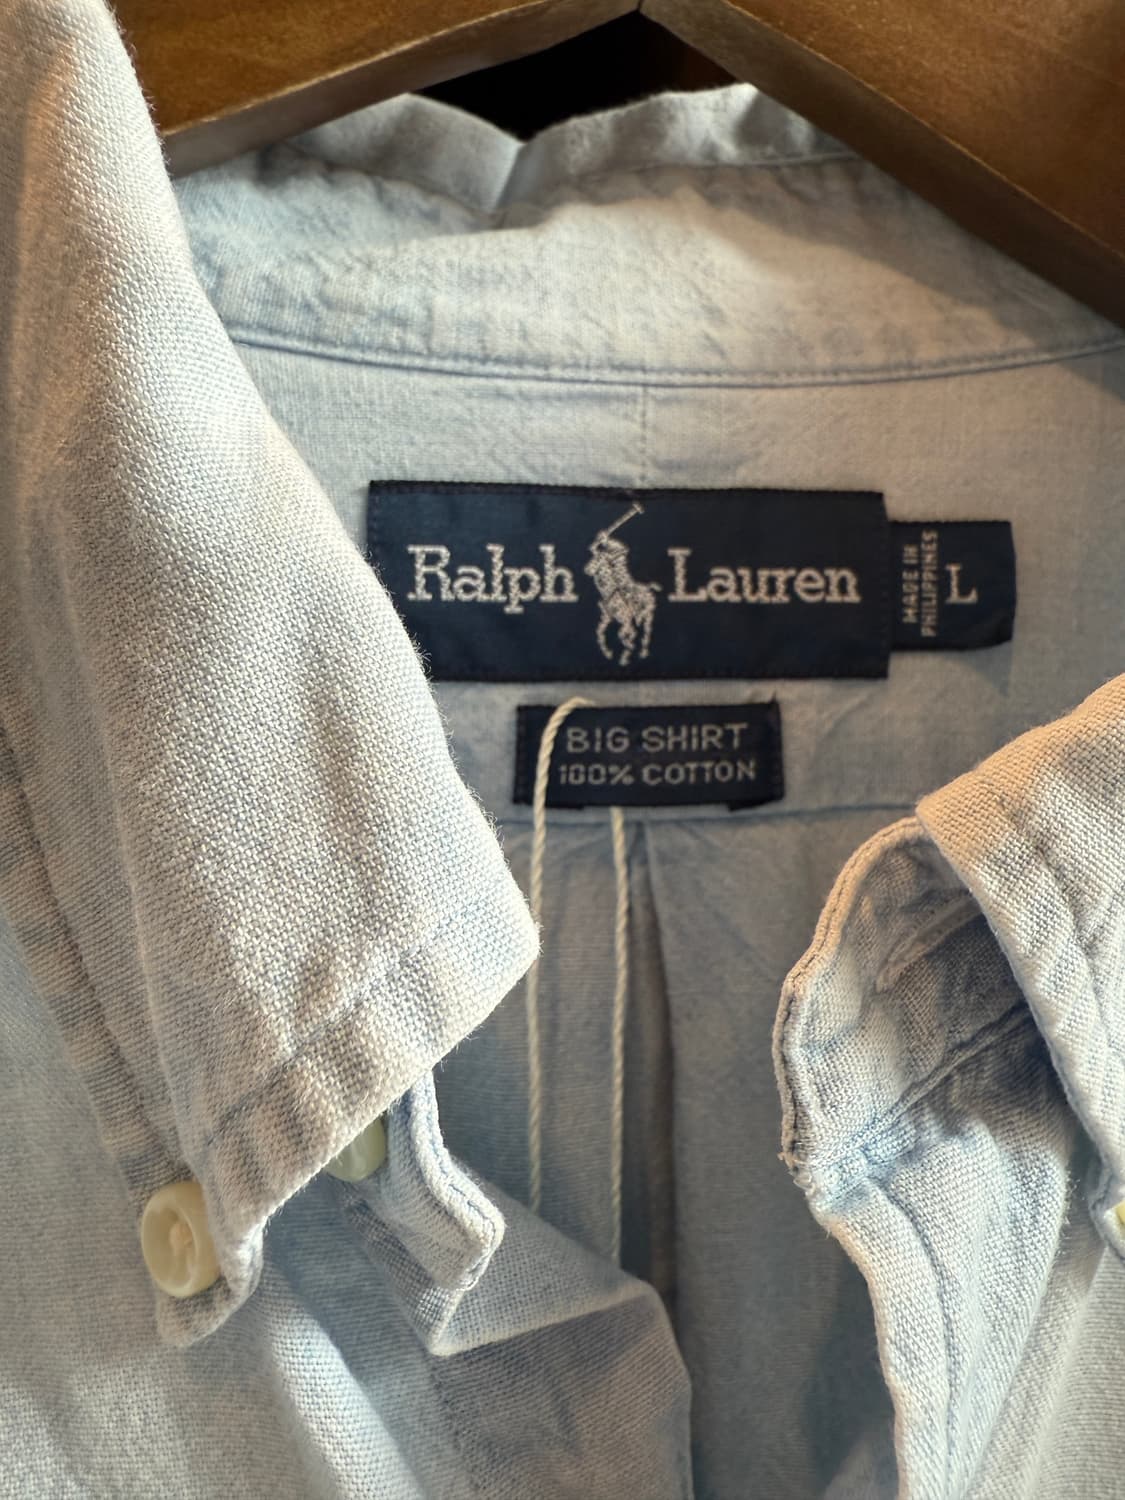 Ralph Lauren
MADE IN
PHILIPPINES
L
BIG SHIRT
100% COTTON